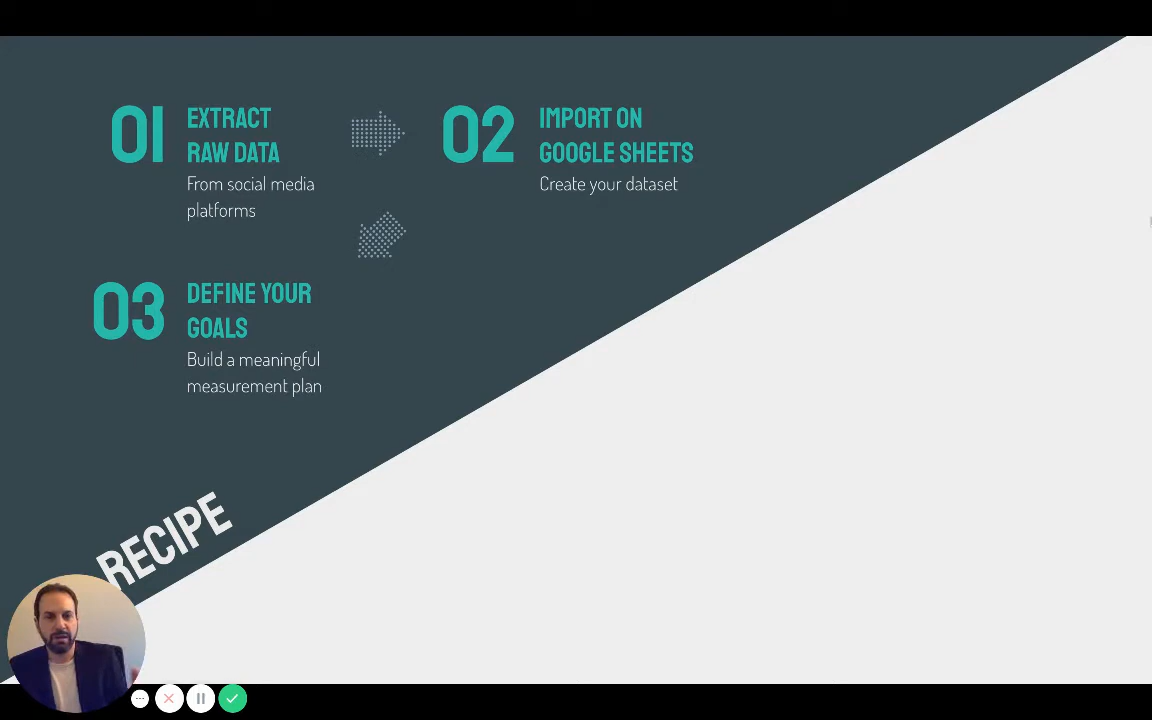 01
EXTRACT
RAW DATA
From social media
platforms
02
IMPORT ON
GOOGLE SHEETS
Create your dataset
03
DEFINE YOUR
GOALS
Build a meaningful
measurement plan
RECIPE